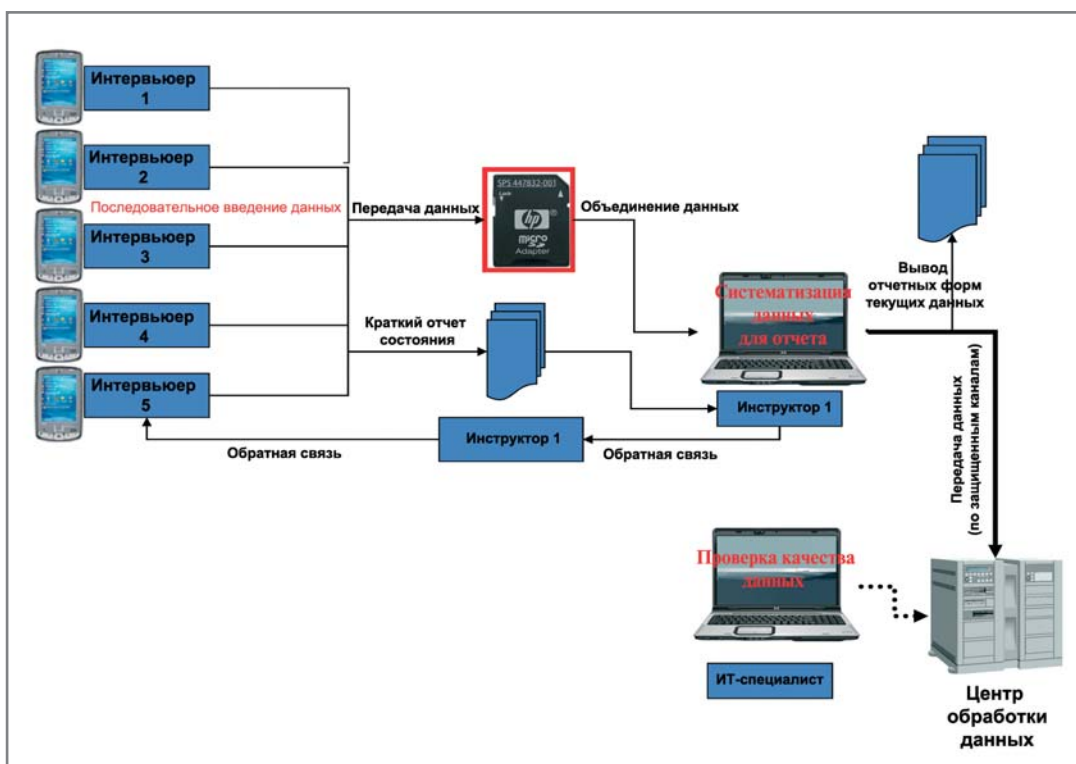 Интервьюер
1
Интервьюер
2
Последовательное введение данных
Интервьюер
3
Интервьюер
4
Интервьюер
5
Передача данных
SPS 447832-001
Lock
hp
micro
SD
Adapter
Объединение данных
Краткий отчет
состояния
Систематизация
данных
для отчета
Инструктор 1
Вывод
отчетных форм
текущих данных
Обратная связь
Инструктор 1
Обратная связь
Передача данных
(по защищенным каналам)
Проверка качества
данных
ИТ-специалист
Центр
обработки
данных